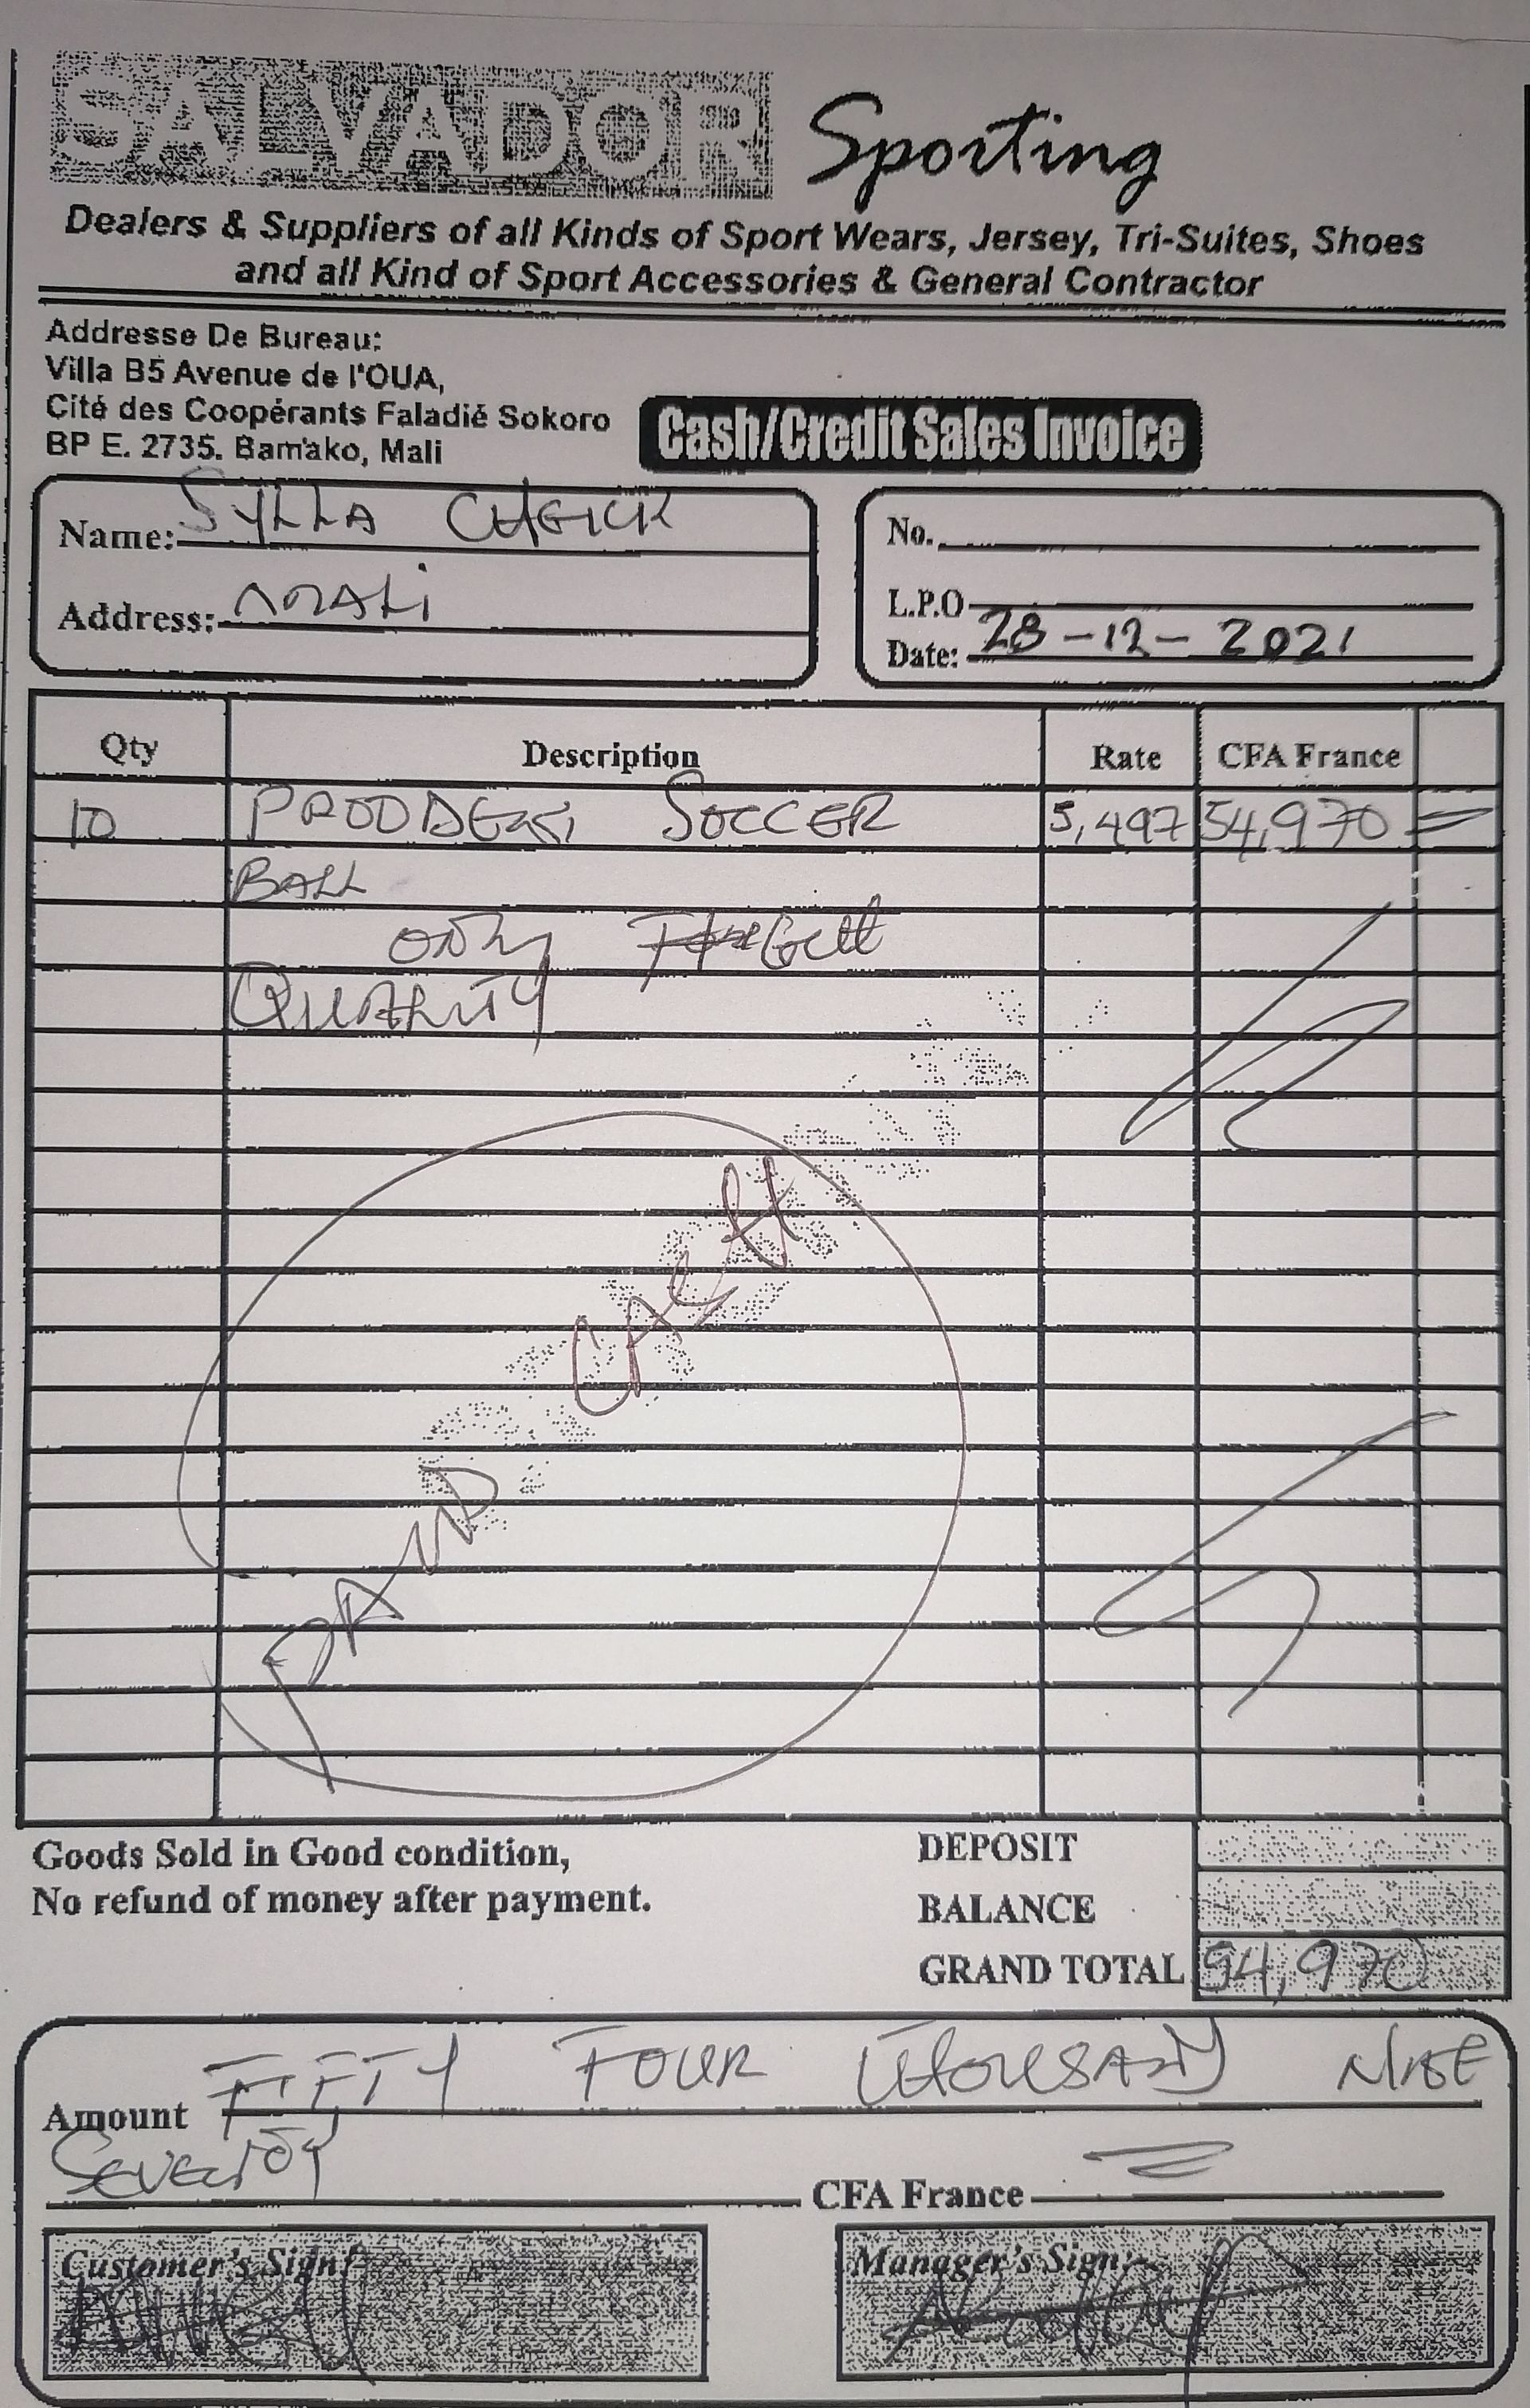 SALVADOR Sporting
Dealers & Suppliers of all Kinds of Sport Wears, Jersey, Tri-Suites, Shoes
and all Kind of Sport Accessories & General Contractor
Addresse De Bureau:
Villa B5 Avenue de l'OUA,
Cité des Coopérants Faladié Sokoro
BP E. 2735. Bamako, Mali
Cash/Credit Sales Invoice
Name: SYLLA CHEICK
Address: MALI
No.
L.P.O
Date: 28-12-2021
Qty Description Rate CFA France
10 SOCCER 5,497 54,970 =
BALL
ONLY
QUALITY
PAID CASH
Goods Sold in Good condition,
No refund of money after payment.
DEPOSIT
BALANCE
GRAND TOTAL 54,970
Amount FIFTY FOUR THOUSAND NINE
SEVENTY CFA France =
Customer's Sign:
Manager's Sign: